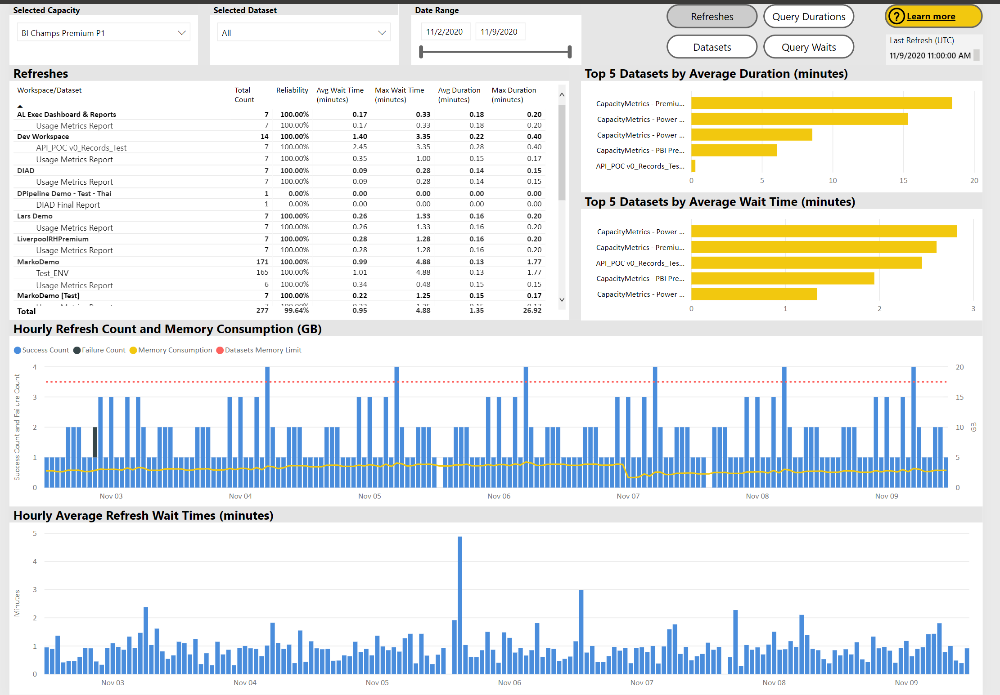 Selected Capacity
BI Champs Premium P1
Selected Dataset
All
Date Range
11/2/2020 11/9/2020
Refreshes Query Durations
Datasets Query Waits
? Learn more
Last Refresh (UTC)
11/9/2020 11:00:00 AM
Refreshes
Workspace/Dataset Total Count Reliability Avg Wait Time (minutes) Max Wait Time (minutes) Avg Duration (minutes) Max Duration (minutes)
AL Exec Dashboard & Reports 7 100.00% 0.17 0.33 0.18 0.20
Usage Metrics Report 7 100.00% 0.17 0.33 0.18 0.20
Dev Workspace 14 100.00% 1.40 3.35 0.22 0.40
API_POC v0_Records_Test 7 100.00% 2.45 3.35 0.28 0.40
Usage Metrics Report 7 100.00% 0.35 1.00 0.15 0.17
DIAD 7 100.00% 0.09 0.28 0.14 0.15
Usage Metrics Report 7 100.00% 0.09 0.28 0.14 0.15
DPipeline Demo - Test - Thai 1 0.00% 0.00 0.00 0.00 0.00
DIAD Final Report 1 0.00% 0.00 0.00 0.00 0.00
Lars Demo 7 100.00% 0.26 1.33 0.16 0.20
Usage Metrics Report 7 100.00% 0.26 1.33 0.16 0.20
LiverpoolRHPremium 7 100.00% 0.28 1.28 0.16 0.20
Usage Metrics Report 7 100.00% 0.28 1.28 0.16 0.20
MarkoDemo 171 100.00% 0.99 4.88 0.13 1.77
Test_ENV 165 100.00% 1.01 4.88 0.13 1.77
Usage Metrics Report 6 100.00% 0.34 0.48 0.15 0.15
MarkoDemo [Test] 7 100.00% 0.22 1.25 0.15 0.17
Total 277 99.64% 0.95 4.88 1.35 26.92
Top 5 Datasets by Average Duration (minutes)
CapacityMetrics - Premiu...
CapacityMetrics - Power ...
CapacityMetrics - Power ...
CapacityMetrics - PBI Pre...
API_POC v0_Records_Tes...
0 5 10 15 20
Top 5 Datasets by Average Wait Time (minutes)
CapacityMetrics - Power ...
CapacityMetrics - Premiu...
API_POC v0_Records_Tes...
CapacityMetrics - PBI Pre...
CapacityMetrics - Power ...
0 1 2 3
Hourly Refresh Count and Memory Consumption (GB)
Success Count Failure Count Memory Consumption Datasets Memory Limit
Success Count and Failure Count
4
3
2
1
0
20
15
10
5
0
GB
Nov 03 Nov 04 Nov 05 Nov 06 Nov 07 Nov 08 Nov 09
Hourly Average Refresh Wait Times (minutes)
Minutes
5
4
3
2
1
0
Nov 03 Nov 04 Nov 05 Nov 06 Nov 07 Nov 08 Nov 09